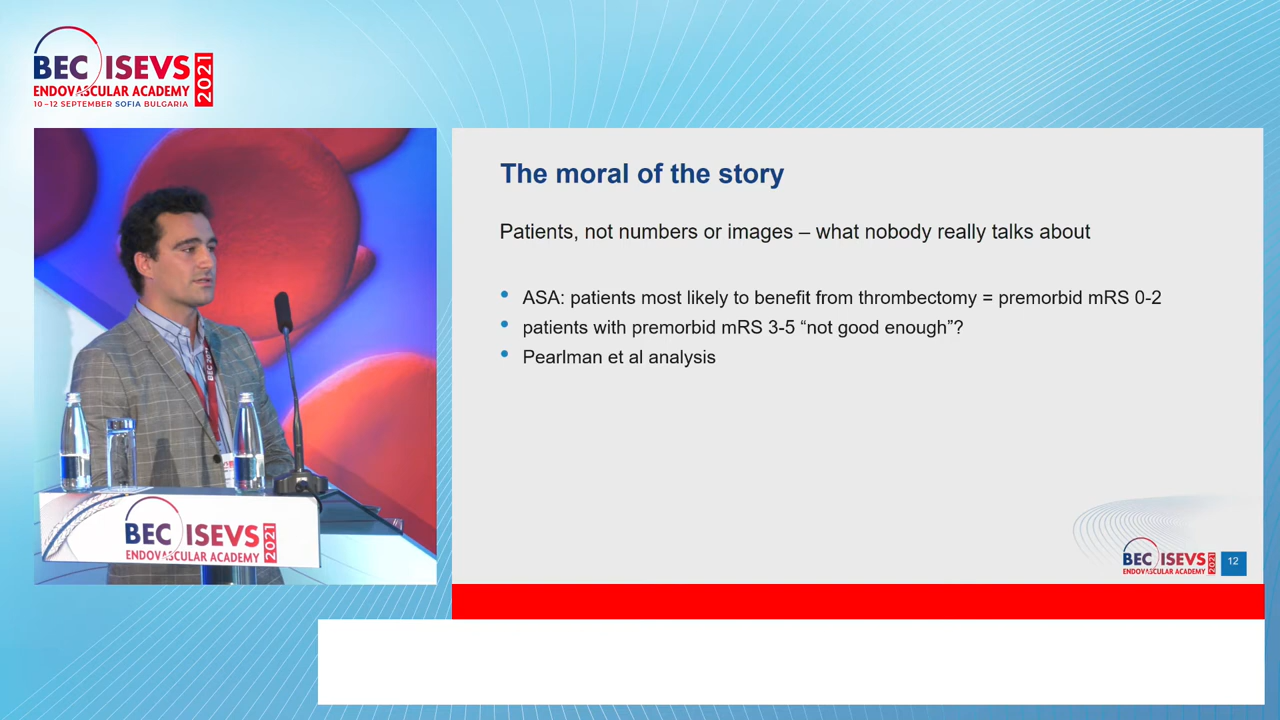 BEC ISEVS 2021
ENDOVASCULAR ACADEMY
10–12 SEPTEMBER SOFIA BULGARIA
BEC 2021
BEC ISEVS 2021
ENDOVASCULAR ACADEMY
The moral of the story
Patients, not numbers or images – what nobody really talks about
• ASA: patients most likely to benefit from thrombectomy = premorbid mRS 0-2
• patients with premorbid mRS 3-5 “not good enough”?
• Pearlman et al analysis
BEC ISEVS 2021
ENDOVASCULAR ACADEMY
12